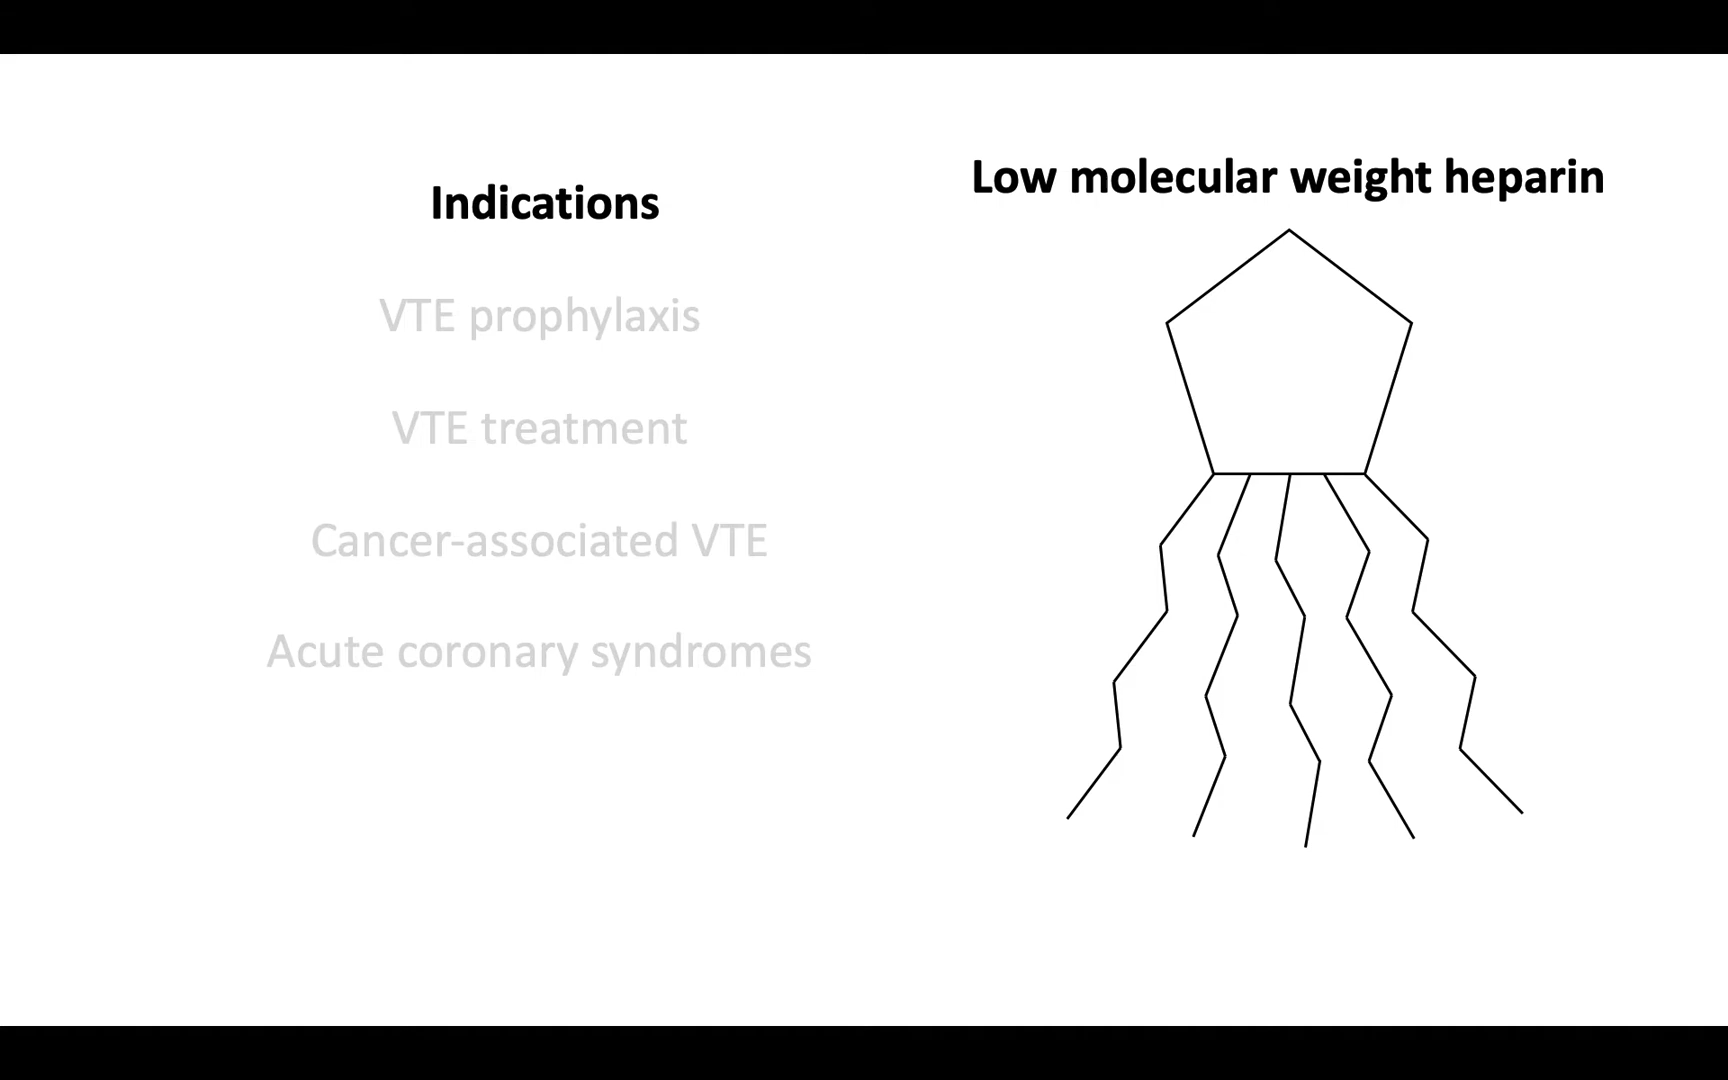 Indications
VTE prophylaxis
VTE treatment
Cancer-associated VTE
Acute coronary syndromes
Low molecular weight heparin